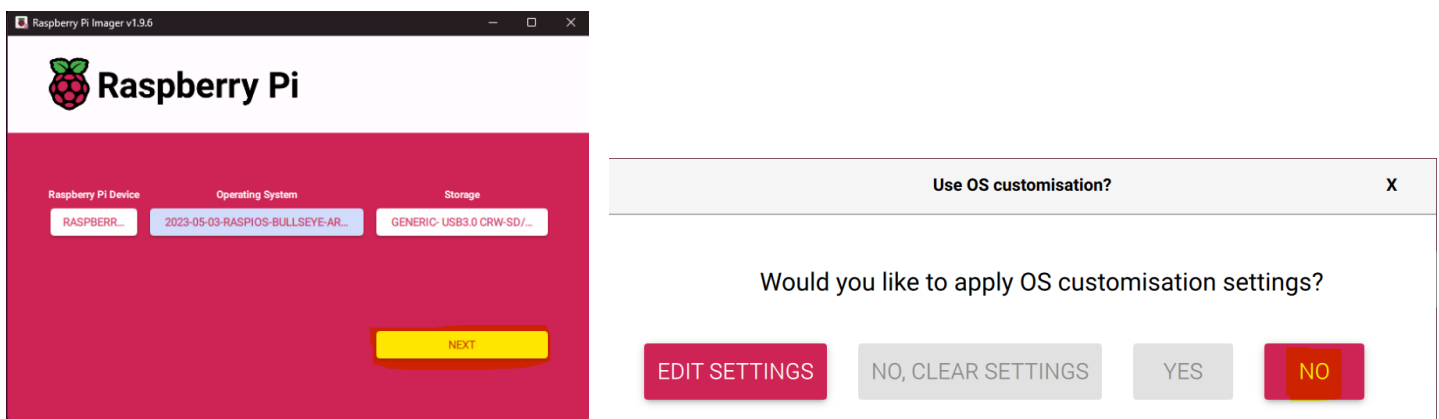 Raspberry Pi Imager v1.9.6
Raspberry Pi
Raspberry Pi Device Operating System Storage
RASPBERR... 2023-05-03-RASPIOS-BULLSEYE-AR... GENERIC- USB3.0 CRW-SD/...
NEXT
Use OS customisation? X
Would you like to apply OS customisation settings?
EDIT SETTINGS NO, CLEAR SETTINGS YES NO